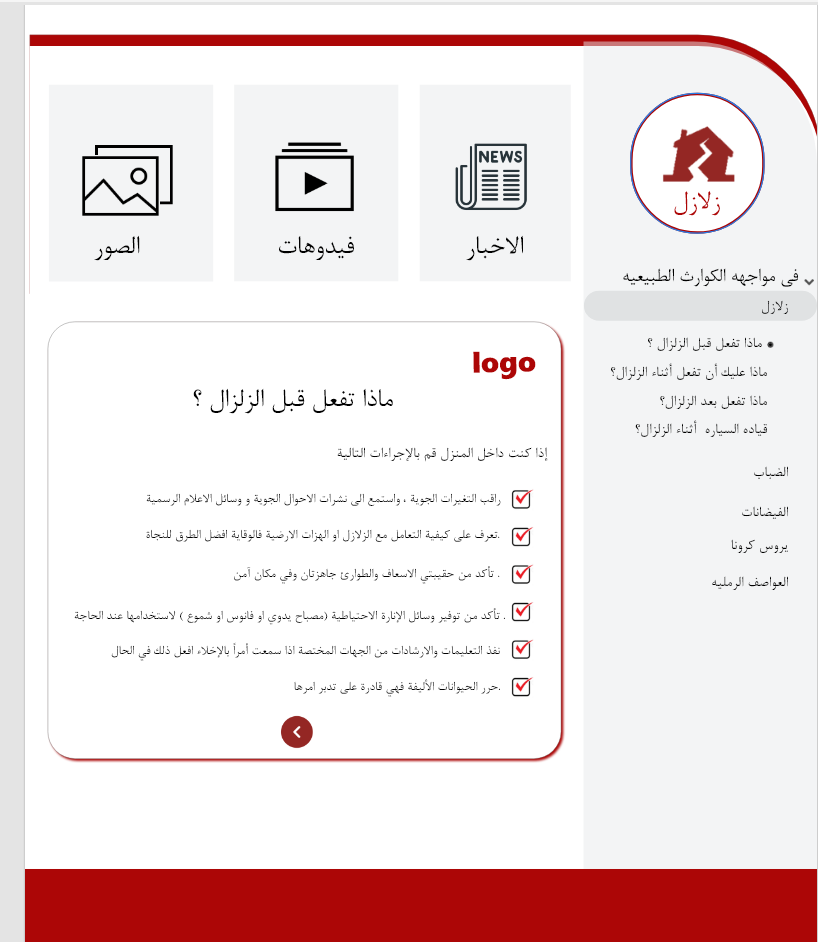 زلازل
فى مواجهه الكوارث الطبيعيه
زلازل
ماذا تفعل قبل الزلزال ؟
ماذا عليك أن تفعل أثناء الزلزال؟
ماذا تفعل بعد الزلزال؟
قياده السياره أثناء الزلزال؟
الضباب
الفيضانات
يروس كرونا
العواصف الرمليه
NEWS
الاخبار
فيدوهات
الصور
logo
ماذا تفعل قبل الزلزال ؟
إذا كنت داخل المنزل قم بالإجراءات التالية
راقب التغيرات الجوية ، واستمع الى نشرات الاحوال الجوية و وسائل الاعلام الرسمية
.تعرف على كيفية التعامل مع الزلازل او الهزات الارضية فالوقاية افضل الطرق للنجاة
. تأكد من حقيبتي الاسعاف والطوارئ جاهزتان وفي مكان آمن
. تأكد من توفير وسائل الإنارة الاحتياطية (مصباح يدوي او فانوس او شموع ) لاستخدامها عند الحاجة
نفذ التعليمات والارشادات من الجهات المختصة اذا سمعت أمراً بالإخلاء افعل ذلك في الحال
.حرر الحيوانات الأليفة فهي قادرة على تدبر امرها